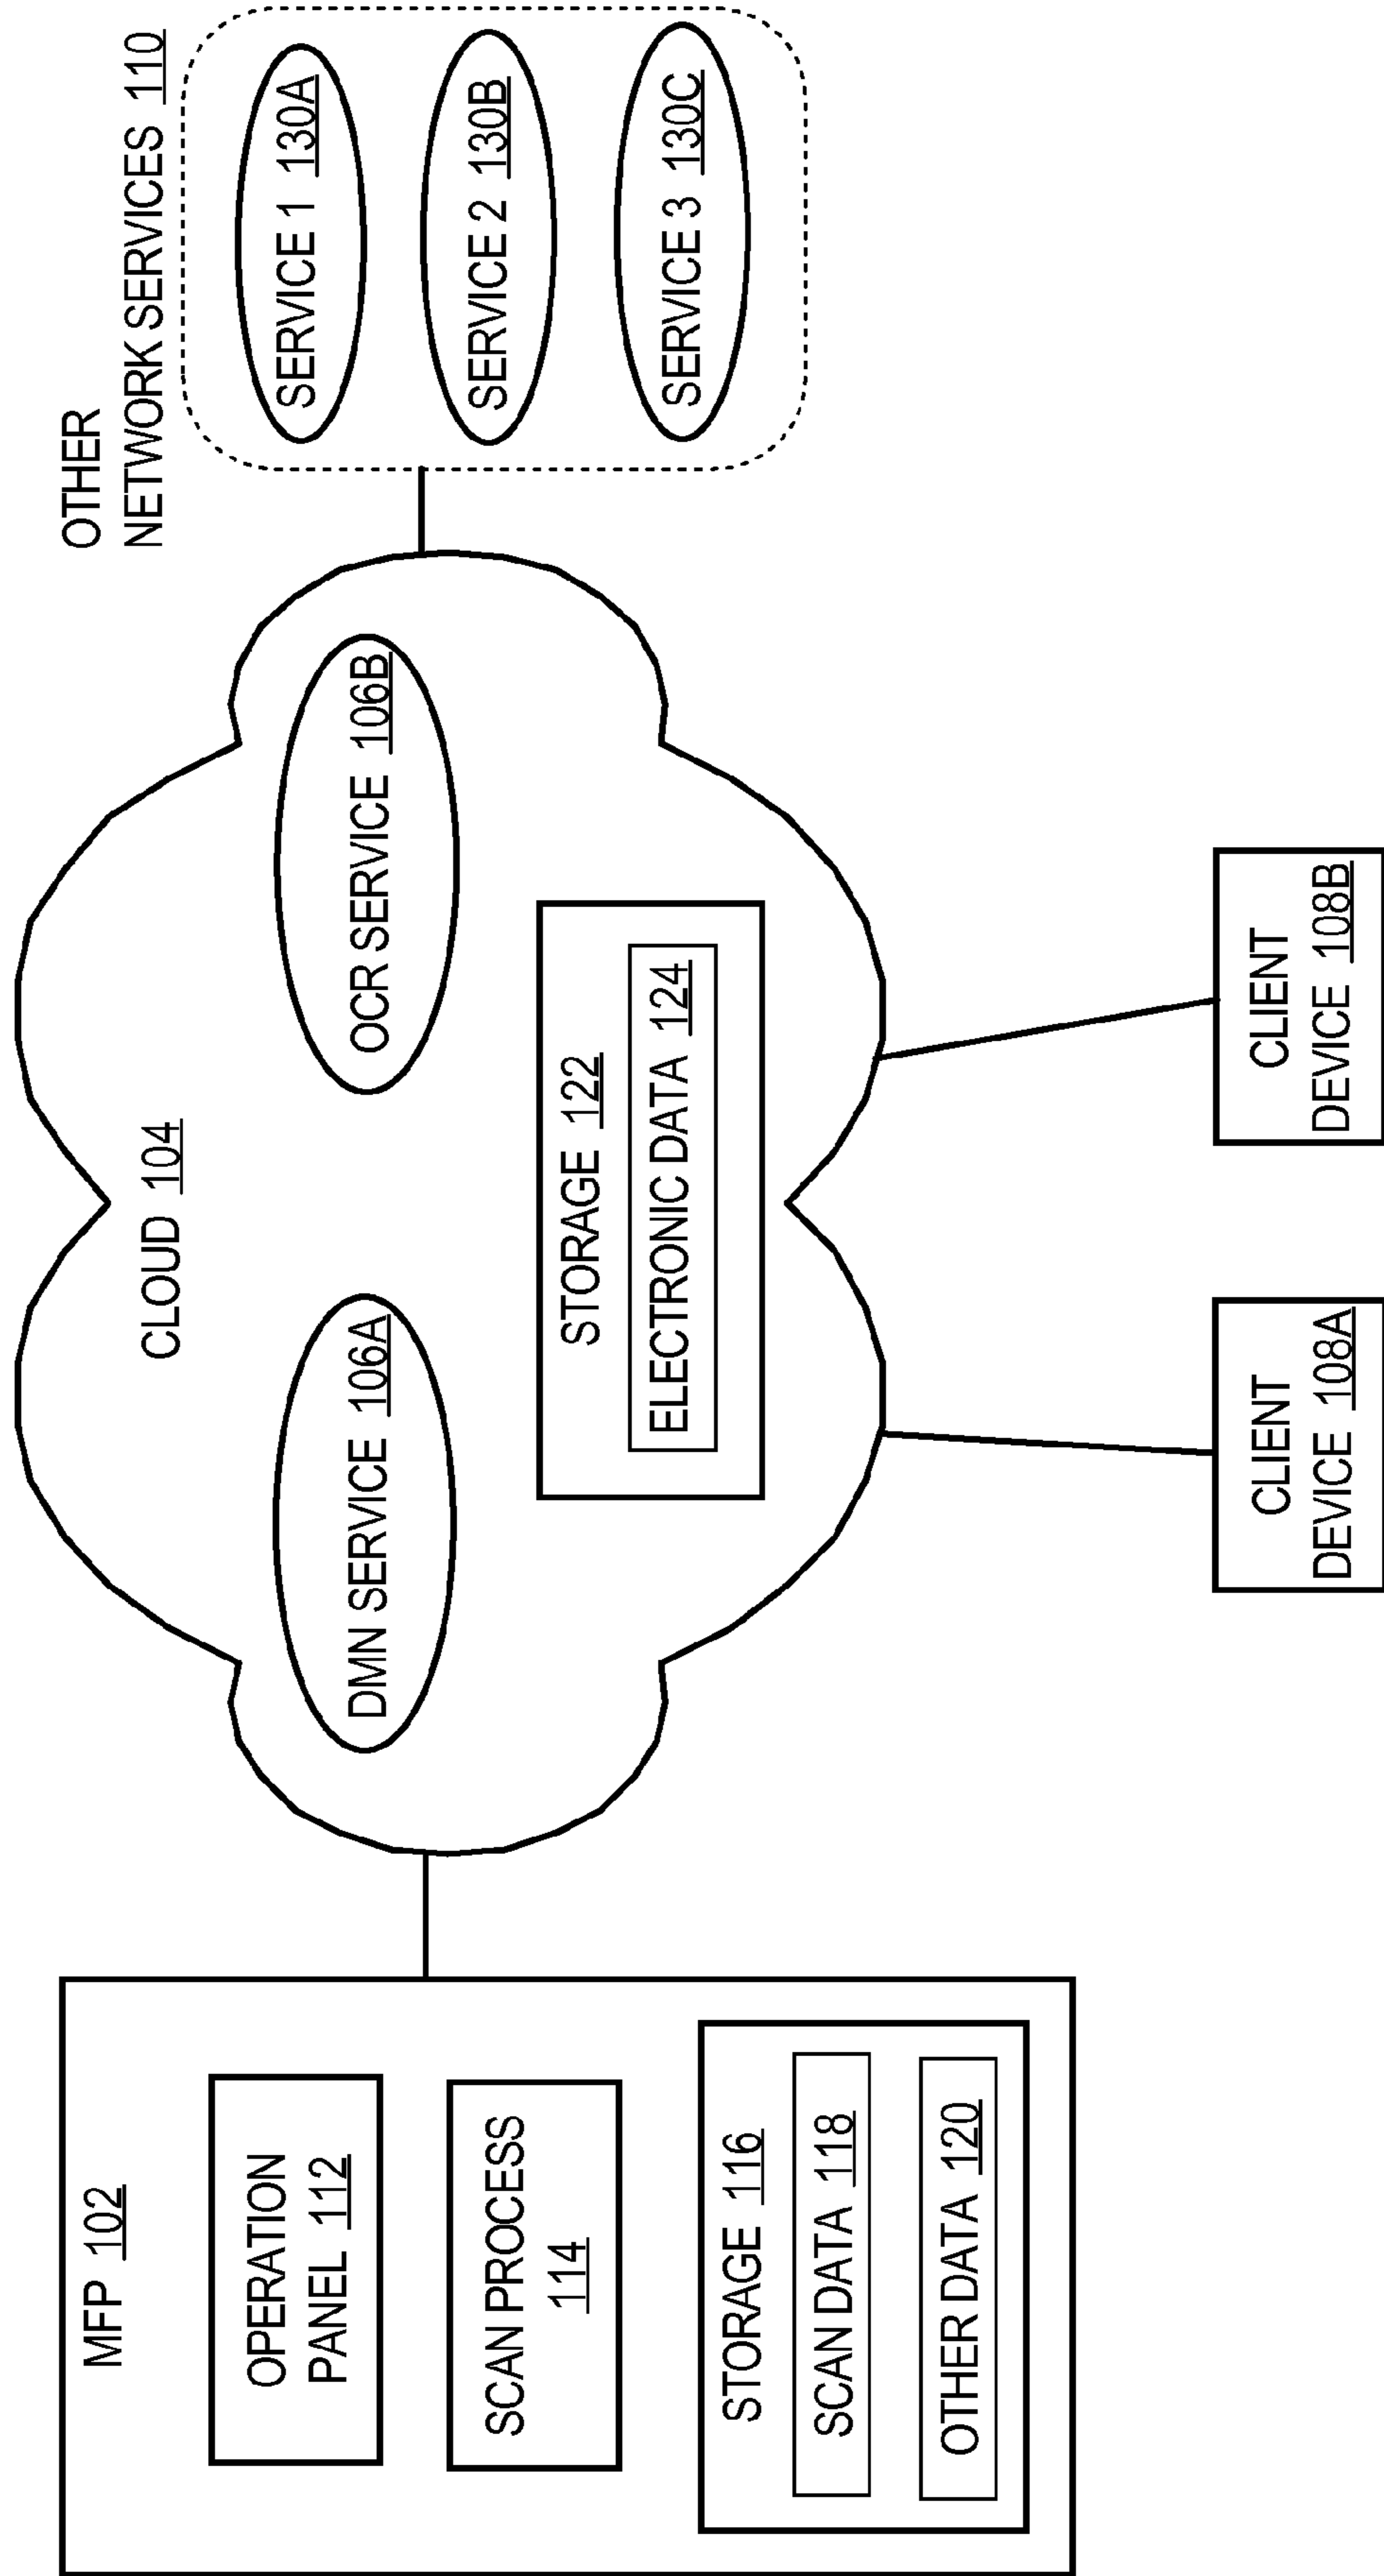 MFP 102
OPERATION
PANEL 112
SCAN PROCESS
114
STORAGE 116
SCAN DATA 118
OTHER DATA 120
CLOUD 104
DMN SERVICE 106A
OCR SERVICE 106B
STORAGE 122
ELECTRONIC DATA 124
CLIENT
DEVICE 108A
CLIENT
DEVICE 108B
OTHER
NETWORK SERVICES 110
SERVICE 1 130A
SERVICE 2 130B
SERVICE 3 130C